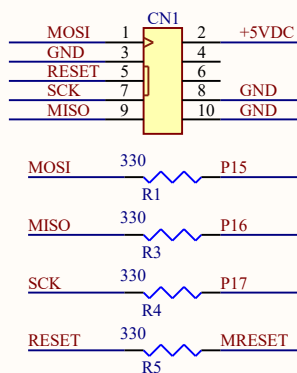 CN1
MOSI 1 2 +5VDC
GND 3 4
RESET 5 6
SCK 7 8 GND
MISO 9 10 GND
330
MOSI P15
R1
330
MISO P16
R3
330
SCK P17
R4
330
RESET MRESET
R5